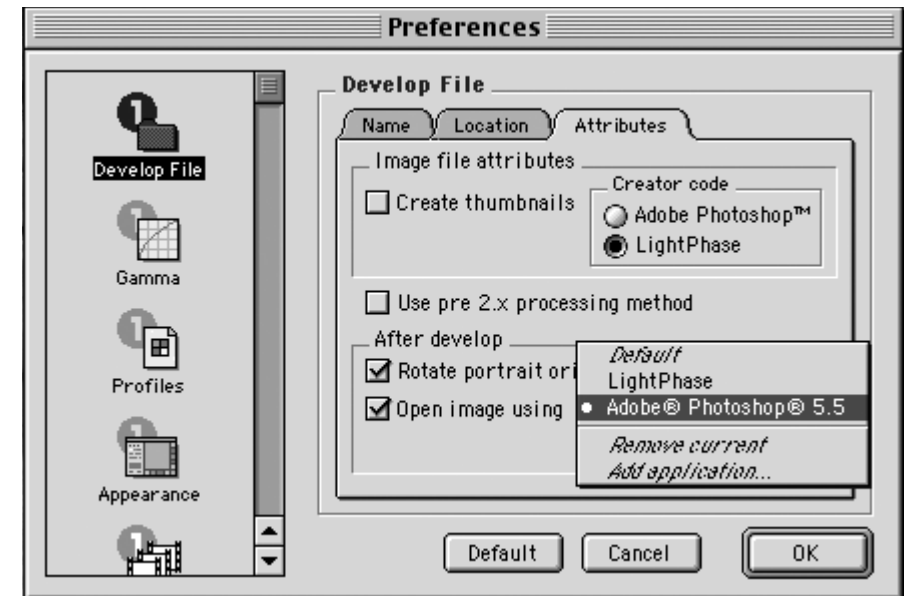 Preferences
Develop File
Gamma
Profiles
Appearance
Develop File
Name
Location
Attributes
Image file attributes
Create thumbnails
Creator code
Adobe Photoshop™
LightPhase
Use pre 2.x processing method
After develop
Rotate portrait ori
Open image using
Default
LightPhase
Adobe® Photoshop® 5.5
Remove current
Add application...
Default
Cancel
OK